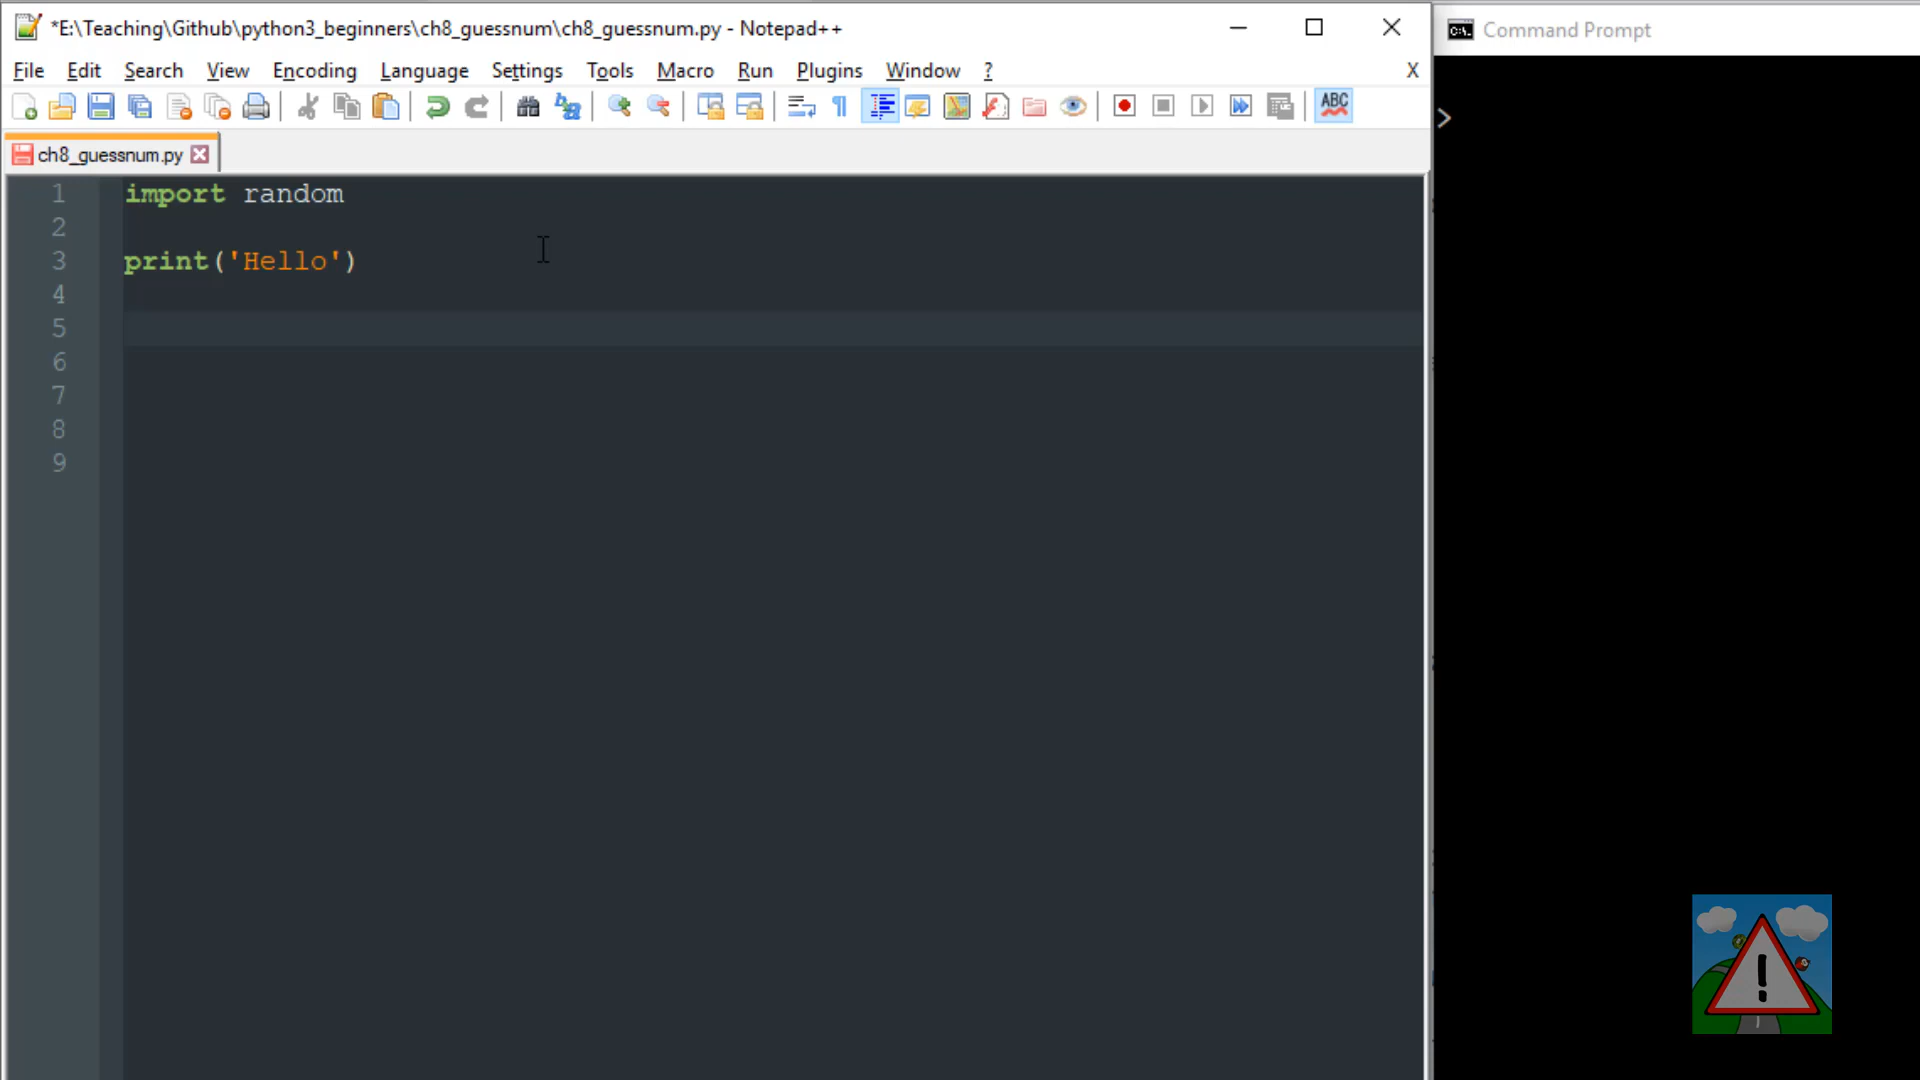 *E:\Teaching\Github\python3_beginners\ch8_guessnum\ch8_guessnum.py - Notepad++
Command Prompt
File Edit Search View Encoding Language Settings Tools Macro Run Plugins Window ? X
ABC
>
ch8_guessnum.py
1 import random
2
3 print('Hello')
4
5
6
7
8
9
!